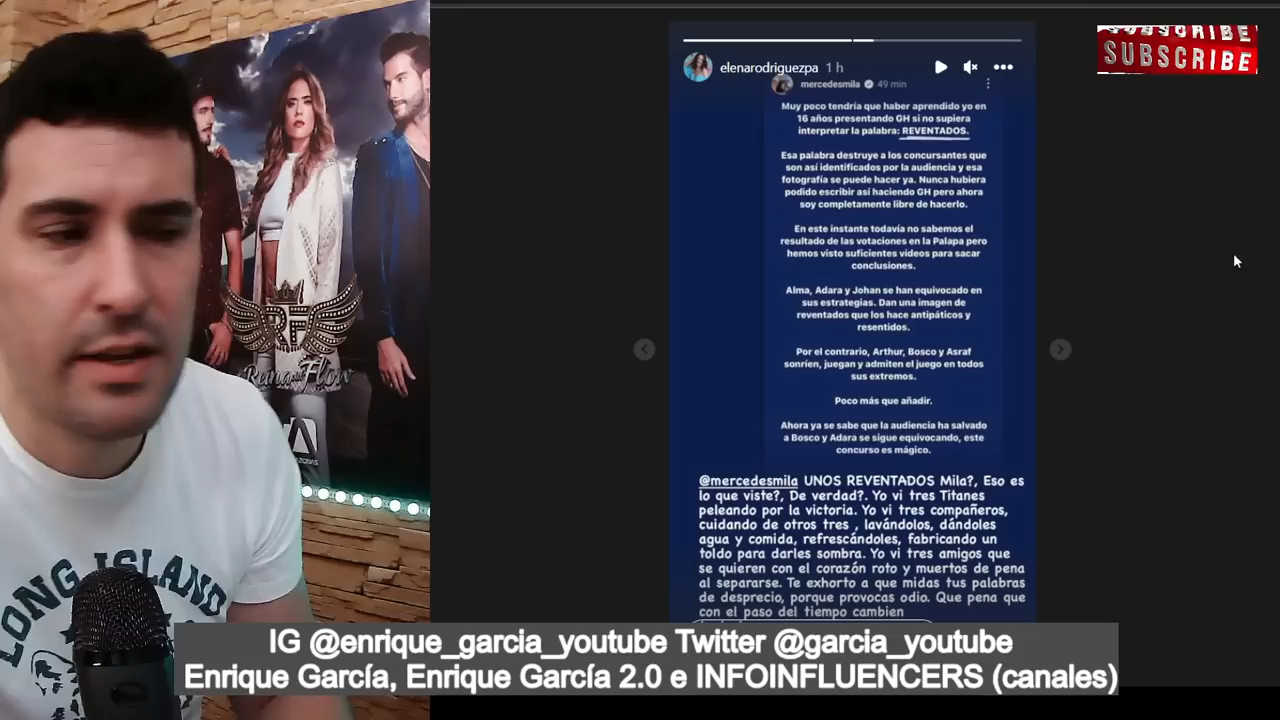 SUBSCRIBE
SUBSCRIBE
elenarodriguezpa 1 h
mercedesmila 49 min
Muy poco tendría que haber aprendido yo en
16 años presentando GH si no supiera
interpretar la palabra: REVENTADOS.
Esa palabra destruye a los concursantes que
son así identificados por la audiencia y esa
fotografía se puede hacer ya. Nunca hubiera
podido escribir así haciendo GH pero ahora
soy completamente libre de hacerlo.
En este instante todavía no sabemos el
resultado de las votaciones en la Palapa pero
hemos visto suficientes vídeos para sacar
conclusiones.
Alma, Adara y Johan se han equivocado en
sus estrategias. Dan una imagen de
reventados que los hace antipáticos y
resentidos.
Por el contrario, Arthur, Bosco y Asraf
sonríen, juegan y admiten el juego en todos
sus extremos.
Poco más que añadir.
Ahora ya se sabe que la audiencia ha salvado
a Bosco y Adara se sigue equivocando, este
concurso es mágico.
@mercedesmila UNOS REVENTADOS Mila?, Eso es
lo que viste?, De verdad?. Yo vi tres Titanes
peleando por la victoria. Yo vi tres compañeros,
cuidando de otros tres , lavándolos, dándoles
agua y comida, refrescándoles, fabricando un
toldo para darles sombra. Yo vi tres amigos que
se quieren con el corazón roto y muertos de pena
al separarse. Te exhorto a que midas tus palabras
de desprecio, porque provocas odio. Que pena que
con el paso del tiempo cambien
RF
Reina del Flow
LONG ISLAND
IG @enrique_garcia_youtube Twitter @garcia_youtube
Enrique García, Enrique García 2.0 e INFOINFLUENCERS (canales)